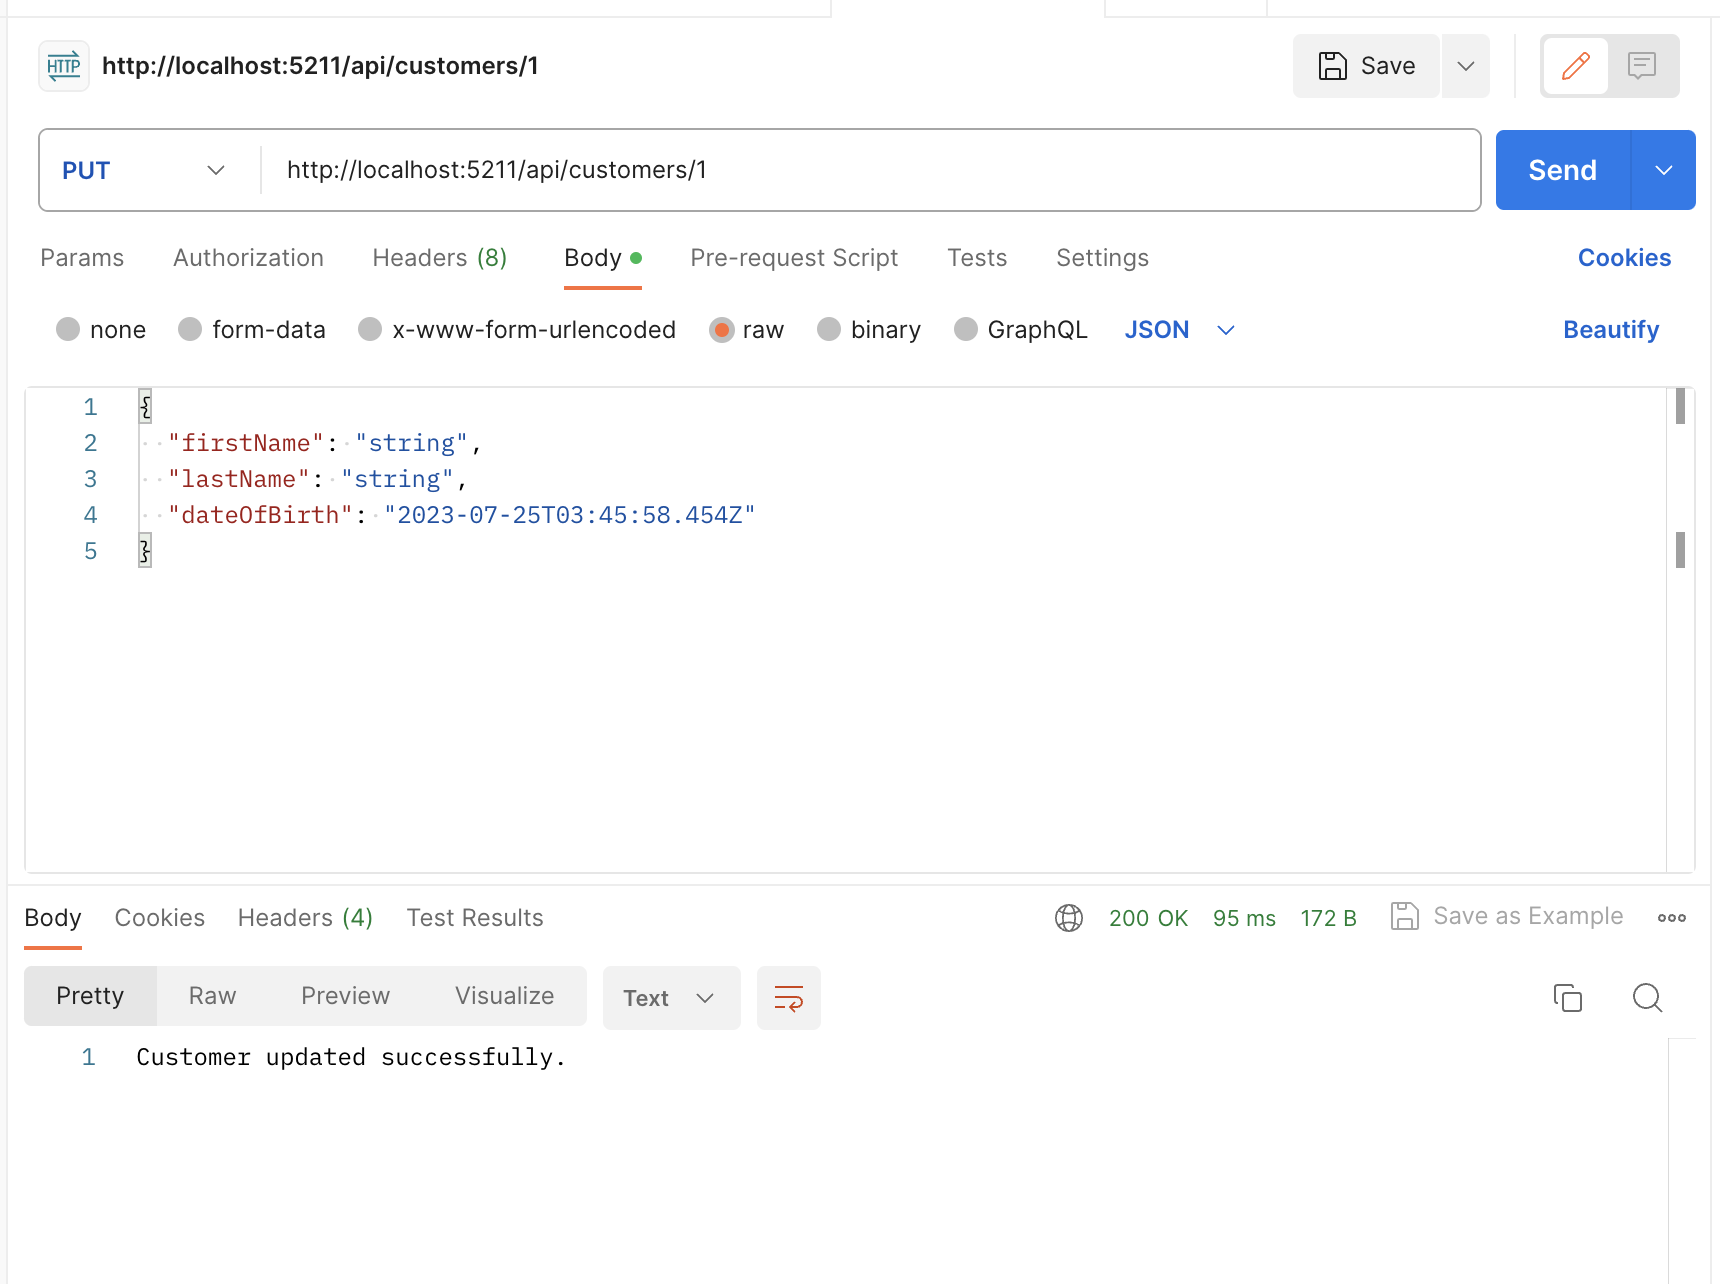 HTTP http://localhost:5211/api/customers/1 Save
PUT http://localhost:5211/api/customers/1 Send
Params Authorization Headers (8) Body Pre-request Script Tests Settings Cookies
none form-data x-www-form-urlencoded raw binary GraphQL JSON Beautify
1 {
2 "firstName": "string",
3 "lastName": "string",
4 "dateOfBirth": "2023-07-25T03:45:58.454Z"
5 }
Body Cookies Headers (4) Test Results 200 OK 95 ms 172 B Save as Example
Pretty Raw Preview Visualize Text
1 Customer updated successfully.